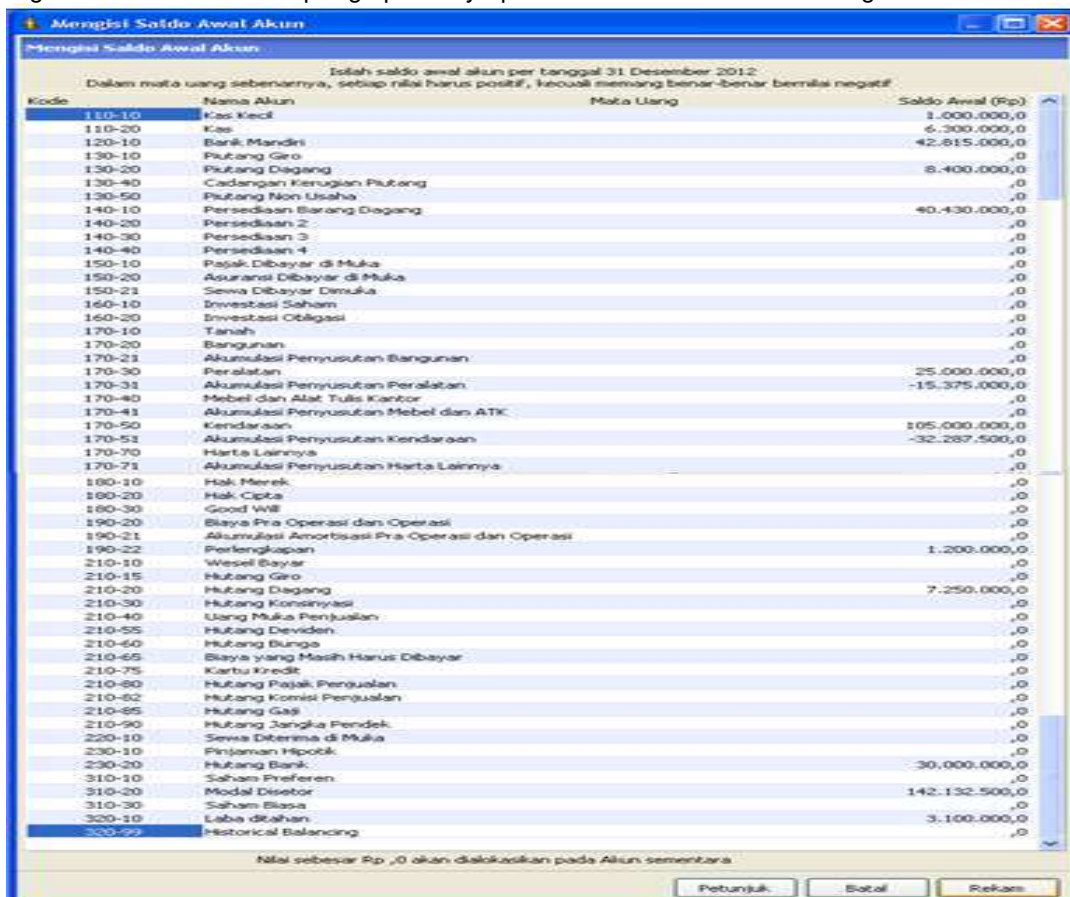 Mengisi Saldo Awal Akun
Mengisi Saldo Awal Akun
Isilah saldo awal akun per tanggal 31 Desember 2012
Dalam mata uang sebenarnya, setiap nilai harus positif, kecuali memang benar-benar bernilai negatif
Kode Nama Akun Mata Uang Saldo Awal (Rp)
110-10 Kas Kecil 1.000.000,0
110-20 Kas 6.300.000,0
120-10 Bank Mandiri 42.815.000,0
130-10 Piutang Giro ,0
130-20 Piutang Dagang 8.400.000,0
130-40 Cadangan Kerugian Piutang ,0
130-50 Piutang Non Usaha ,0
140-10 Persediaan Barang Dagang 40.430.000,0
140-20 Persediaan 2 ,0
140-30 Persediaan 3 ,0
140-40 Persediaan 4 ,0
150-10 Pajak Dibayar di Muka ,0
150-20 Asuransi Dibayar di Muka ,0
150-21 Sewa Dibayar Dimuka ,0
160-10 Investasi Saham ,0
160-20 Investasi Obligasi ,0
170-10 Tanah ,0
170-20 Bangunan ,0
170-21 Akumulasi Penyusutan Bangunan ,0
170-30 Peralatan 25.000.000,0
170-31 Akumulasi Penyusutan Peralatan -15.375.000,0
170-40 Mebel dan Alat Tulis Kantor ,0
170-41 Akumulasi Penyusutan Mebel dan ATK ,0
170-50 Kendaraan 105.000.000,0
170-51 Akumulasi Penyusutan Kendaraan -32.287.500,0
170-70 Harta Lainnya ,0
170-71 Akumulasi Penyusutan Harta Lainnya ,0
180-10 Hak Merek ,0
180-20 Hak Cipta ,0
180-30 Good Will ,0
190-20 Biaya Pra Operasi dan Operasi ,0
190-21 Akumulasi Amortisasi Pra Operasi dan Operasi ,0
190-22 Perlengkapan 1.200.000,0
210-10 Wesel Bayar ,0
210-15 Hutang Giro ,0
210-20 Hutang Dagang 7.250.000,0
210-30 Hutang Konsinyasi ,0
210-40 Uang Muka Penjualan ,0
210-55 Hutang Deviden ,0
210-60 Hutang Bunga ,0
210-65 Biaya yang Masih Harus Dibayar ,0
210-75 Kartu Kredit ,0
210-80 Hutang Pajak Penjualan ,0
210-82 Hutang Komisi Penjualan ,0
210-85 Hutang Gaji ,0
210-90 Hutang Jangka Pendek ,0
220-10 Sewa Diterima di Muka ,0
230-10 Pinjaman Hipotik ,0
230-20 Hutang Bank 30.000.000,0
310-10 Saham Preferen ,0
310-20 Modal Disetor 142.132.500,0
310-30 Saham Biasa ,0
320-10 Laba ditahan 3.100.000,0
320-99 Historical Balancing ,0
Nilai sebesar Rp ,0 akan dialokasikan pada Akun sementara
Petunjuk Batal Rekam